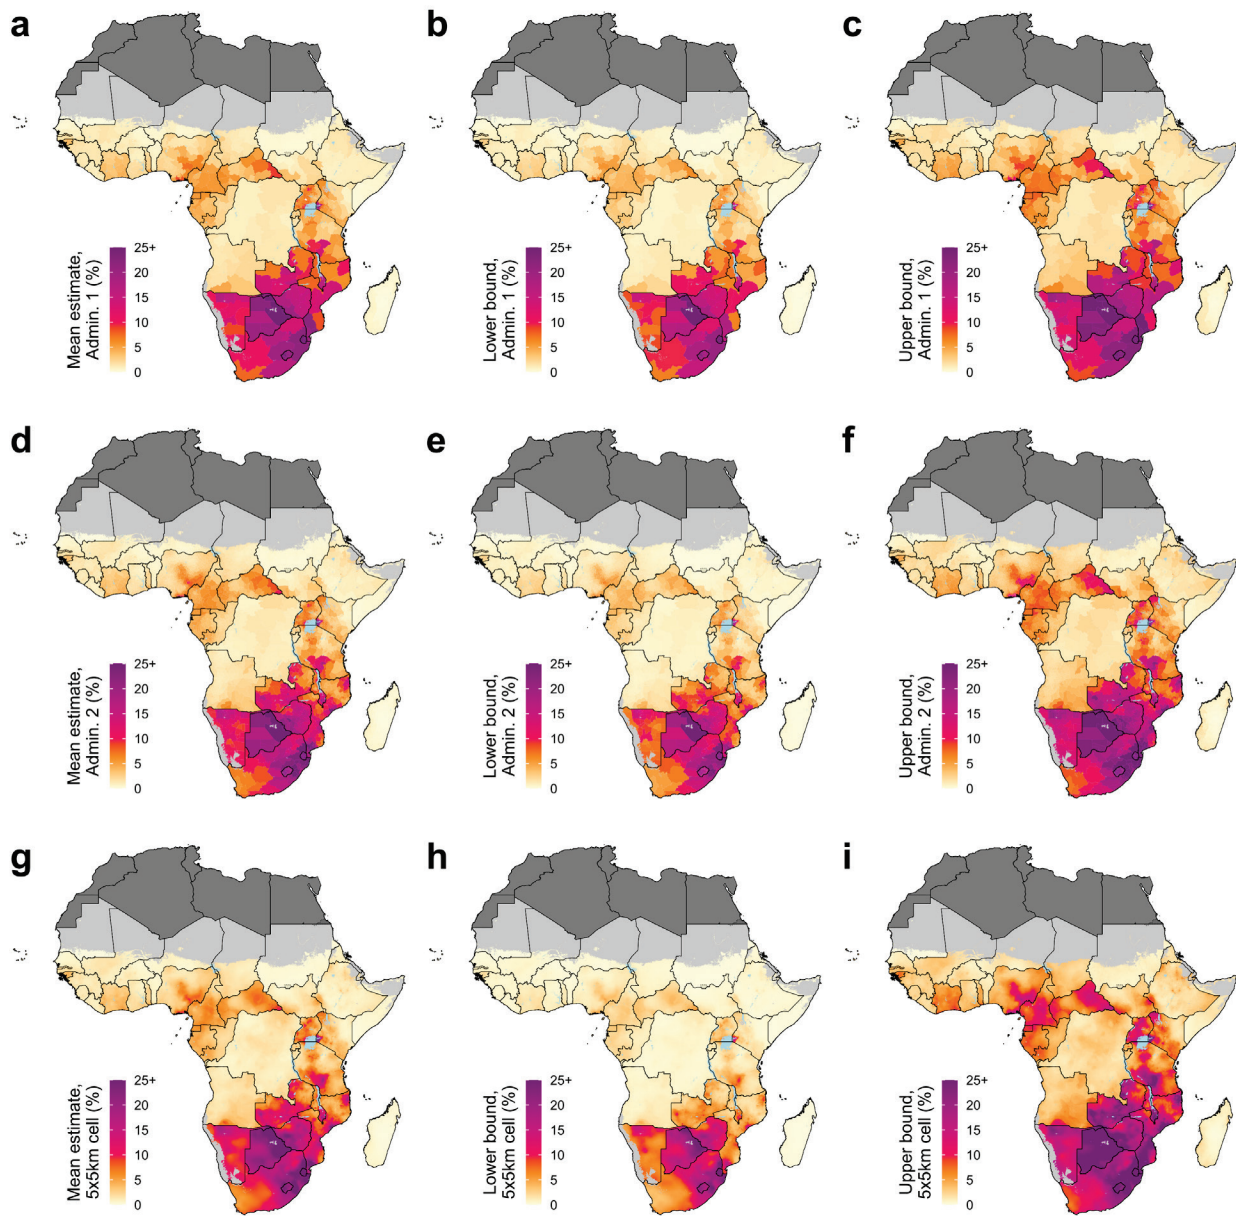 a
b
c
Mean estimate,
Admin. 1 (%)
25+
20
15
10
5
0
Lower bound,
Admin. 1 (%)
25+
20
15
10
5
0
Upper bound,
Admin. 1 (%)
25+
20
15
10
5
0
d
e
f
Mean estimate,
Admin. 2 (%)
25+
20
15
10
5
0
Lower bound,
Admin. 2 (%)
25+
20
15
10
5
0
Upper bound,
Admin. 2 (%)
25+
20
15
10
5
0
g
h
i
Mean estimate,
5x5km cell (%)
25+
20
15
10
5
0
Lower bound,
5x5km cell (%)
25+
20
15
10
5
0
Upper bound,
5x5km cell (%)
25+
20
15
10
5
0